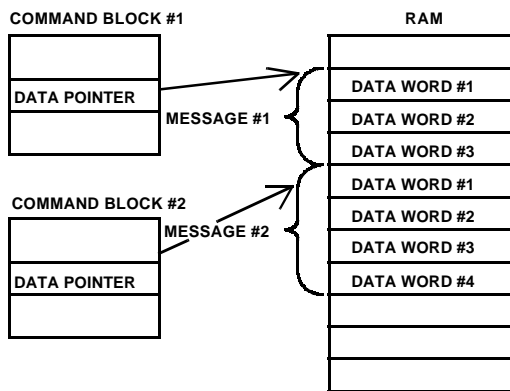 COMMAND BLOCK #1
DATA POINTER
MESSAGE #1
COMMAND BLOCK #2
MESSAGE #2
DATA POINTER
RAM
DATA WORD #1
DATA WORD #2
DATA WORD #3
DATA WORD #1
DATA WORD #2
DATA WORD #3
DATA WORD #4